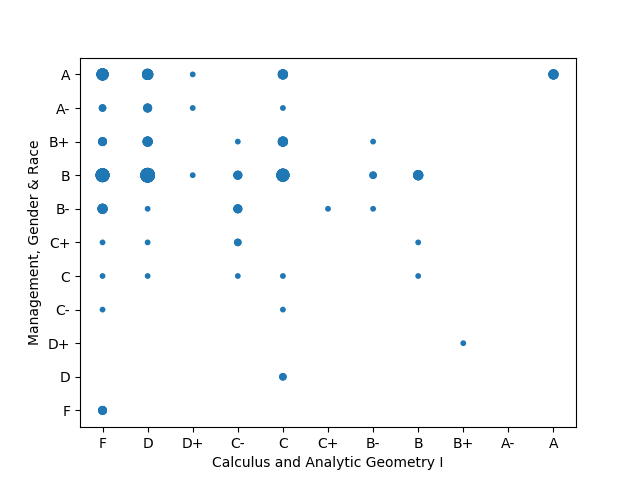 Management, Gender & Race
A
A-
B+
B
B-
C+
C
C-
D+
D
F
F D D+ C- C C+ B- B B+ A- A
Calculus and Analytic Geometry I